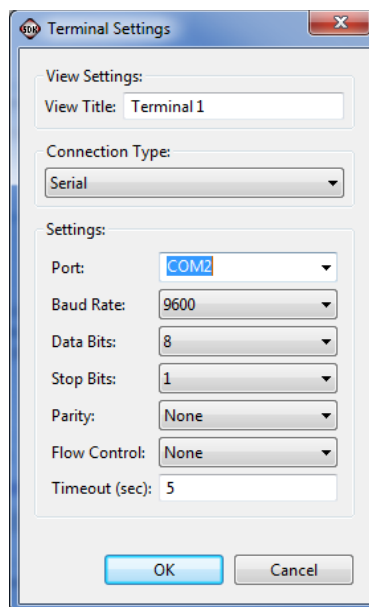 SDK Terminal Settings
View Settings:
View Title: Terminal 1
Connection Type:
Serial
Settings:
Port: COM2
Baud Rate: 9600
Data Bits: 8
Stop Bits: 1
Parity: None
Flow Control: None
Timeout (sec): 5
OK Cancel